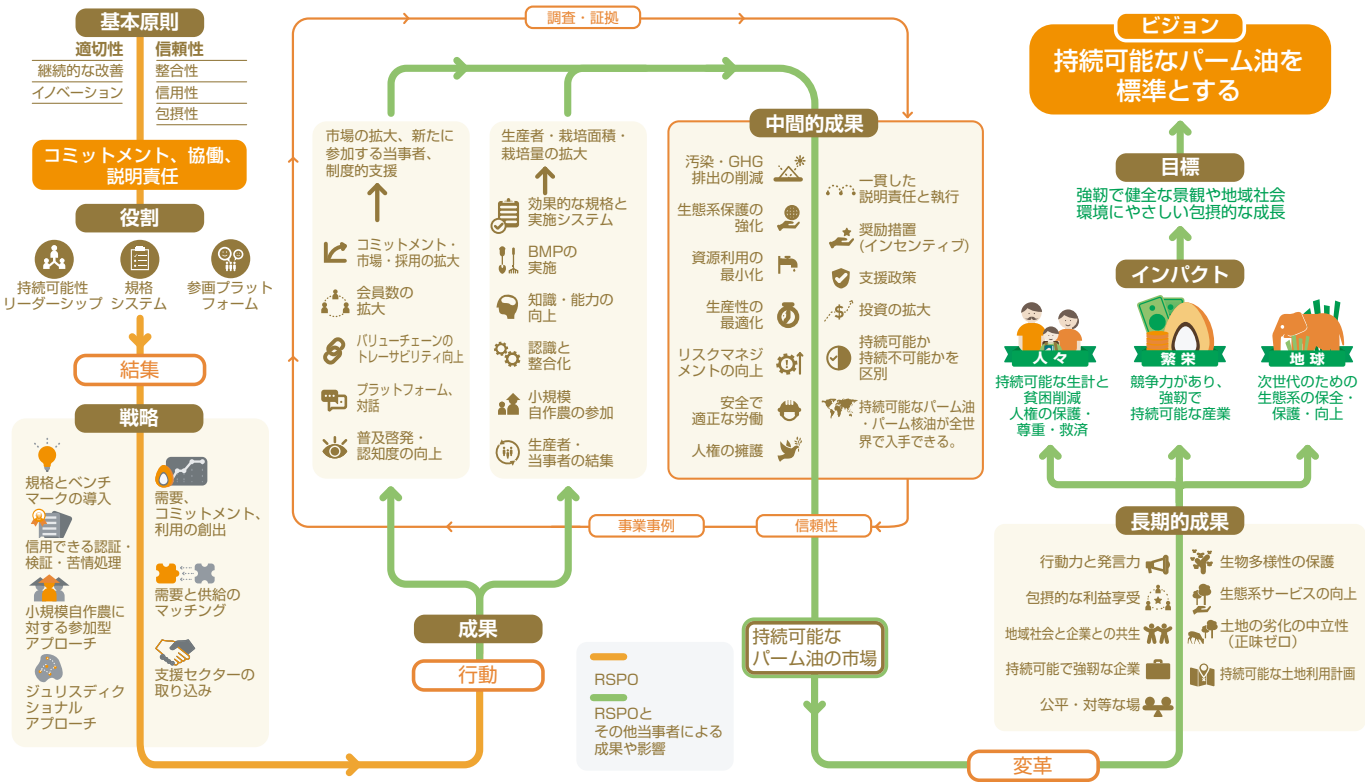 基本原則
適切性
継続的な改善
イノベーション
信頼性
整合性
信用性
包摂性
コミットメント、協働、
説明責任
役割
持続可能性
リーダーシップ
規格
システム
参画プラット
フォーム
結集
戦略
規格とベンチ
マークの導入
信用できる認証・
検証・苦情処理
小規模自作農に
対する参加型
アプローチ
ジュリスディク
ショナル
アプローチ
需要、
コミットメント、
利用の創出
需要と供給の
マッチング
支援セクターの
取り込み
調査・証拠
市場の拡大、新たに
参加する当事者、
制度的支援
コミットメント・
市場・採用の拡大
会員数の
拡大
バリューチェーンの
トレーサビリティ向上
プラットフォーム、
対話
普及啓発・
認知度の向上
生産者・栽培面積・
栽培量の拡大
効果的な規格と
実施システム
BMPの
実施
知識・能力の
向上
認識と
整合化
小規模
自作農の参加
生産者・
当事者の結集
中間的成果
汚染・GHG
排出の削減
生態系保護の
強化
資源利用の
最小化
生産性の
最適化
リスクマネジ
メントの向上
安全で
適正な労働
人権の擁護
一貫した
説明責任と執行
奨励措置
(インセンティブ)
支援政策
$
投資の拡大
持続可能か
持続不可能かを
区別
持続可能なパーム油
・パーム核油が全世
界で入手できる。
事業事例
信頼性
成果
行動
RSPO
RSPOと
その他当事者による
成果や影響
持続可能な
パーム油の市場
変革
ビジョン
持続可能なパーム油を
標準とする
目標
強靭で健全な景観や地域社会
環境にやさしい包摂的な成長
インパクト
人々
持続可能な生計と
貧困削減
人権の保護・
尊重・救済
繁栄
競争力があり、
強靭で
持続可能な産業
地球
次世代のための
生態系の保全・
保護・向上
長期的成果
行動力と発言力
包摂的な利益享受
地域社会と企業との共生
持続可能で強靭な企業
公平・対等な場
生物多様性の保護
生態系サービスの向上
土地の劣化の中立性
(正味ゼロ)
持続可能な土地利用計画